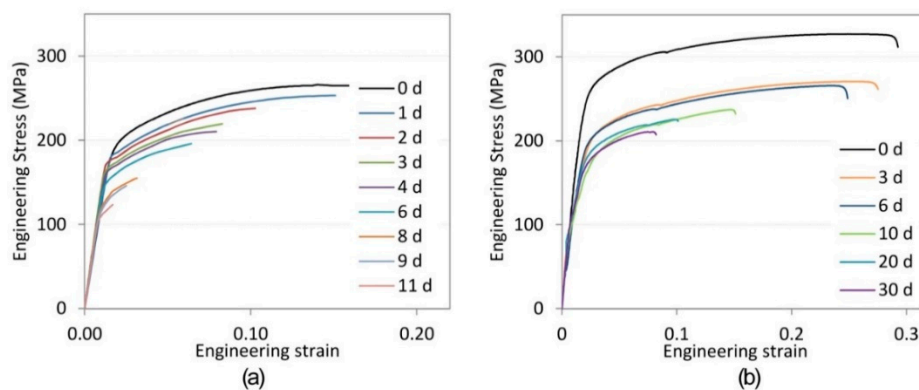 Engineering Stress (MPa)
300
200
100
0
0.00
0.10
0.20
Engineering strain
0 d
1 d
2 d
3 d
4 d
6 d
8 d
9 d
11 d
(a)
Engineering Stress (MPa)
300
200
100
0
0
0.1
0.2
0.3
Engineering strain
0 d
3 d
6 d
10 d
20 d
30 d
(b)